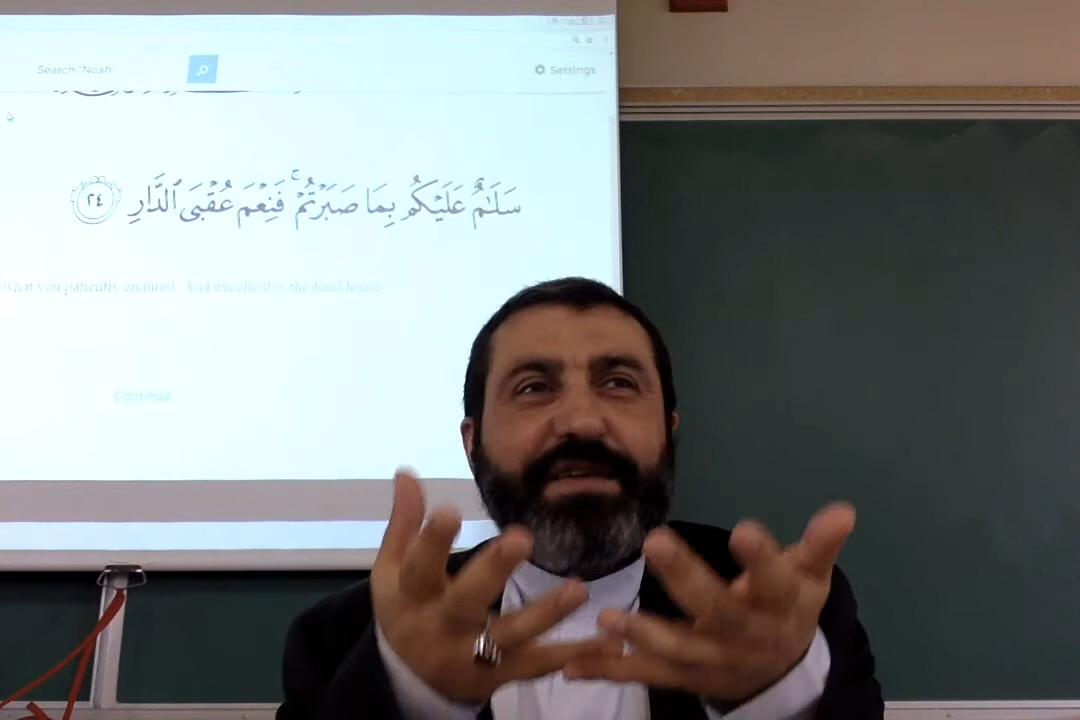 Search "Noah"
Settings
سَلَـٰمٌ عَلَيْكُم بِمَا صَبَرْتُمْ ۚ فَنِعْمَ عُقْبَى ٱلدَّارِ ٢٤
what you patiently endured. And excellent is the final home
Continue